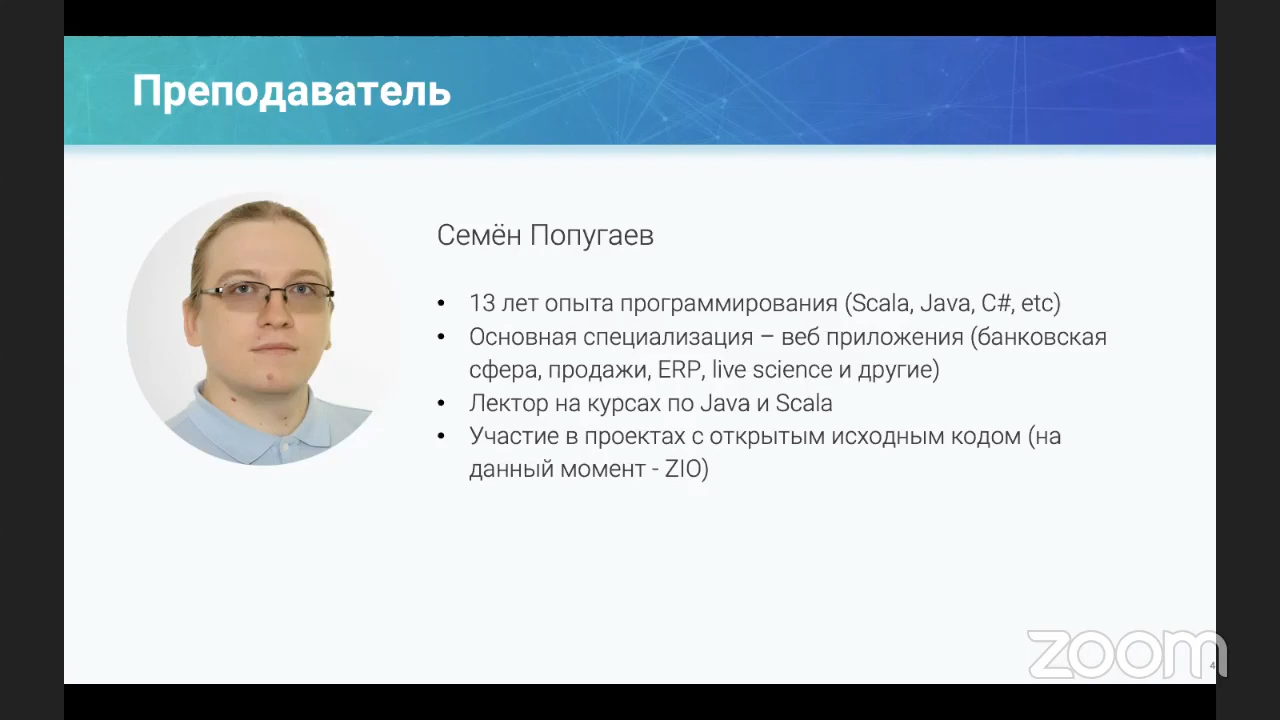 Преподаватель
Семён Попугаев
• 13 лет опыта программирования (Scala, Java, C#, etc)
• Основная специализация – веб приложения (банковская
сфера, продажи, ERP, live science и другие)
• Лектор на курсах по Java и Scala
• Участие в проектах с открытым исходным кодом (на
данный момент - ZIO)
zoom
4